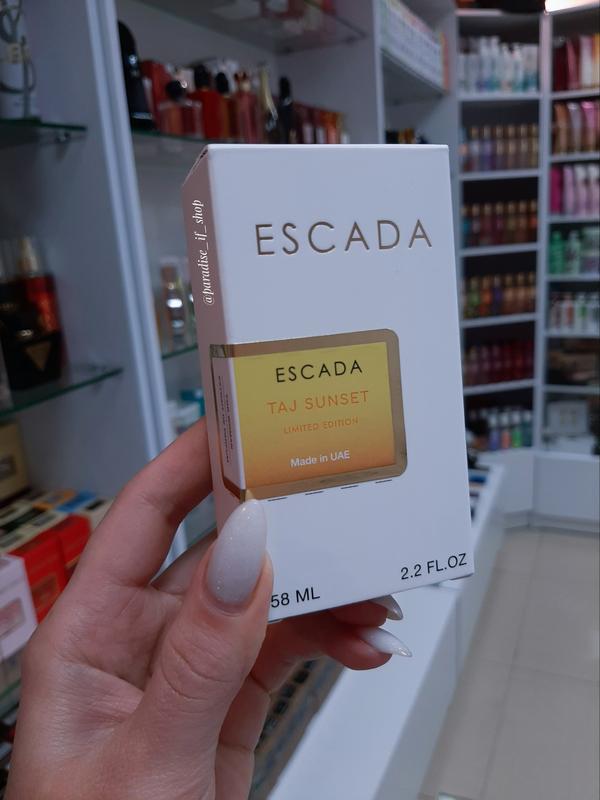 ESCADA
@paradise_if_shop
ESCADA
TAJ SUNSET
LIMITED EDITION
Made in UAE
58 ML
2.2 FL.OZ